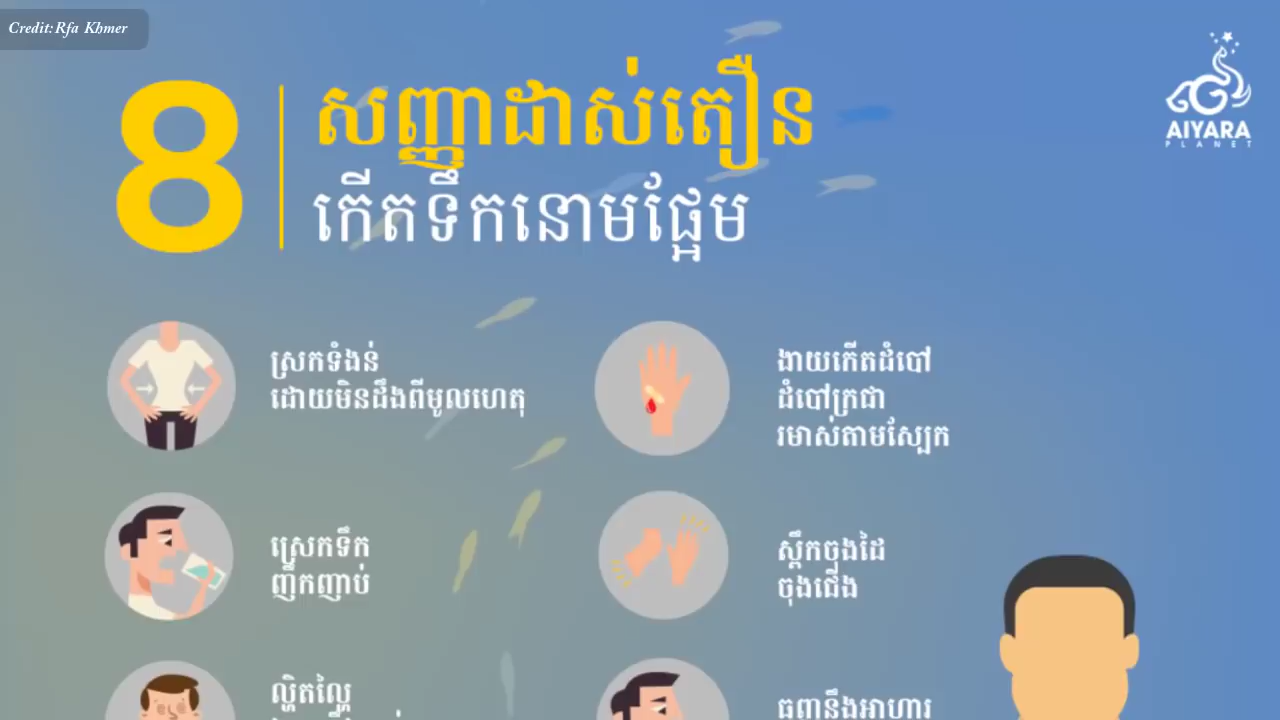 Credit:Rfa Khmer
AIYARA
PLANET
8
សញ្ញាដាស់តឿន
កើតទឹកនោមផ្អែម
ស្រកទំងន់
ដោយមិនដឹងពីមូលហេតុ
ងាយកើតដំបៅ
ដំបៅក្រជា
រមាស់តាមស្បែក
ស្រេកទឹក
ញឹកញាប់
ស្ពឹកចុងដៃ
ចុងជើង
ល្ហិតល្ហៃ
ធុញនឹងអាហារ